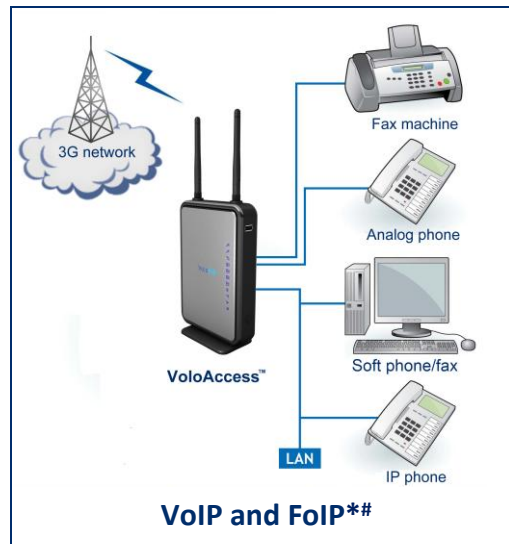 3G network
Fax machine
Analog phone
VoloAccess™
Soft phone/fax
LAN
IP phone
VoIP and FoIP*#